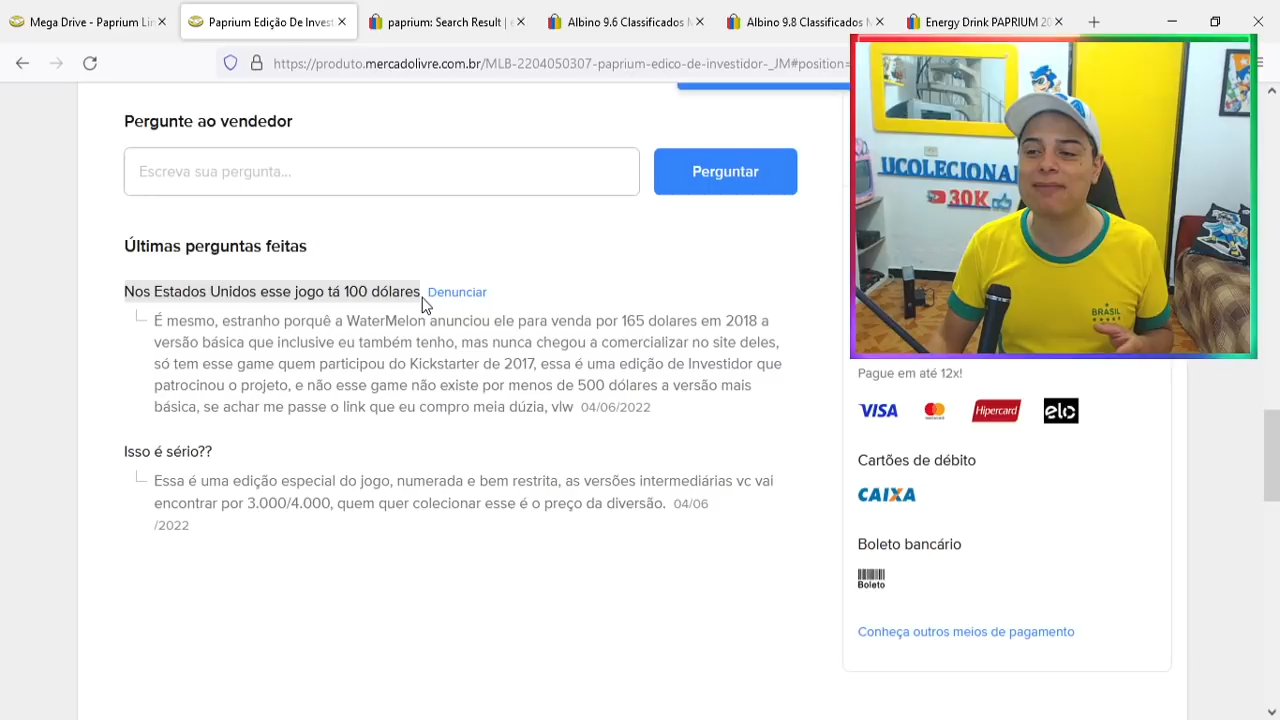 Mega Drive - Paprium Li
Paprium Edição De Invest
paprium: Search Result | e
Albino 9.6 Classificados
Albino 9.8 Classificados
Energy Drink PAPRIUM 20
https://produto.mercadolivre.com.br/MLB-2204050307-paprium-edico-de-investidor-_JM#position=
Pergunte ao vendedor
Escreva sua pergunta...
Perguntar
Últimas perguntas feitas
Nos Estados Unidos esse jogo tá 100 dólares Denunciar
É mesmo, estranho porquê a WaterMelon anunciou ele para venda por 165 dolares em 2018 a
versão básica que inclusive eu também tenho, mas nunca chegou a comercializar no site deles,
só tem esse game quem participou do Kickstarter de 2017, essa é uma edição de Investidor que
patrocinou o projeto, e não esse game não existe por menos de 500 dólares a versão mais
básica, se achar me passe o link que eu compro meia dúzia, vlw 04/06/2022
Isso é sério??
Essa é uma edição especial do jogo, numerada e bem restrita, as versões intermediárias vc vai
encontrar por 3.000/4.000, quem quer colecionar esse é o preço da diversão. 04/06
/2022
UCOLECIONA
30K
BRASIL
Pague em até 12x!
VISA
mastercard
Hipercard
elo
Cartões de débito
CAIXA
Boleto bancário
Boleto
Conheça outros meios de pagamento